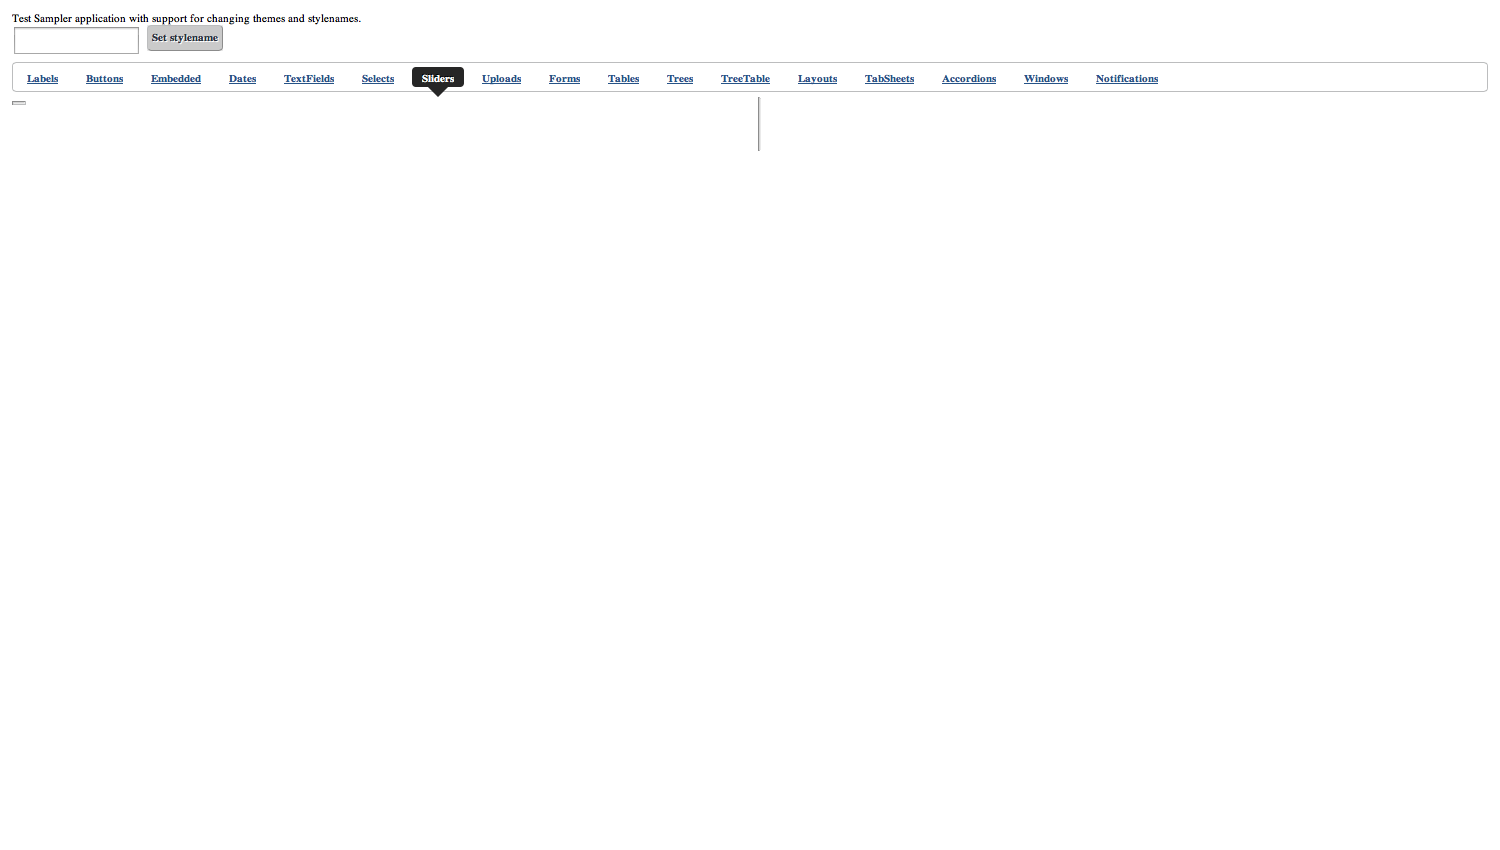 Test Sampler application with support for changing themes and stylenames.
Set stylename
Labels Buttons Embedded Dates TextFields Selects Sliders Uploads Forms Tables Trees TreeTable Layouts TabSheets Accordions Windows Notifications